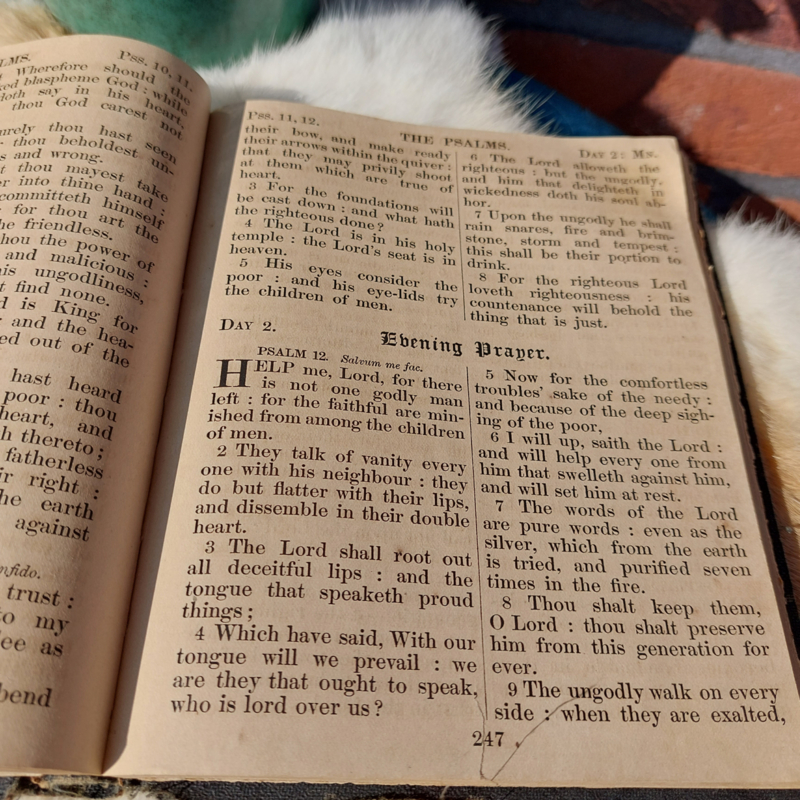 LMS.
Pss. 10, 11.
Wherefore should the
ked blaspheme God : while
doth say in his heart,
thou God carest not
urely thou hast seen
thou beholdest un-
s and wrong.
t thou mayest take
er into thine hand :
committeth himself
for thou art the
he friendless.
hou the power of
and malicious :
is ungodliness,
t find none.
d is King for
and the hea-
ed out of the
hast heard
poor : thou
heart, and
h thereto ;
fatherless
ir right :
he earth
against
nfido.
trust :
to my
ee as
bend
Pss. 11, 12.
THE PSALMS.
Day 2 : Mn.
their bow, and make ready
their arrows within the quiver :
that they may privily shoot
at them which are true of
heart.
3 For the foundations will
be cast down : and what hath
the righteous done ?
4 The Lord is in his holy
temple : the Lord's seat is in
heaven.
5 His eyes consider the
poor : and his eye-lids try
the children of men.
6 The Lord alloweth the
righteous : but the ungodly,
and him that delighteth in
wickedness doth his soul ab-
hor.
7 Upon the ungodly he shall
rain snares, fire and brim-
stone, storm and tempest :
this shall be their portion to
drink.
8 For the righteous Lord
loveth righteousness : his
countenance will behold the
thing that is just.
Day 2.
Evening Prayer.
PSALM 12. Salvum me fac.
HELP me, Lord, for there
is not one godly man
left : for the faithful are min-
ished from among the children
of men.
2 They talk of vanity every
one with his neighbour : they
do but flatter with their lips,
and dissemble in their double
heart.
3 The Lord shall root out
all deceitful lips : and the
tongue that speaketh proud
things ;
4 Which have said, With our
tongue will we prevail : we
are they that ought to speak,
who is lord over us ?
5 Now for the comfortless
troubles' sake of the needy :
and because of the deep sigh-
ing of the poor,
6 I will up, saith the Lord :
and will help every one from
him that swelleth against him,
and will set him at rest.
7 The words of the Lord
are pure words : even as the
silver, which from the earth
is tried, and purified seven
times in the fire.
8 Thou shalt keep them,
O Lord : thou shalt preserve
him from this generation for
ever.
9 The ungodly walk on every
side : when they are exalted,
247